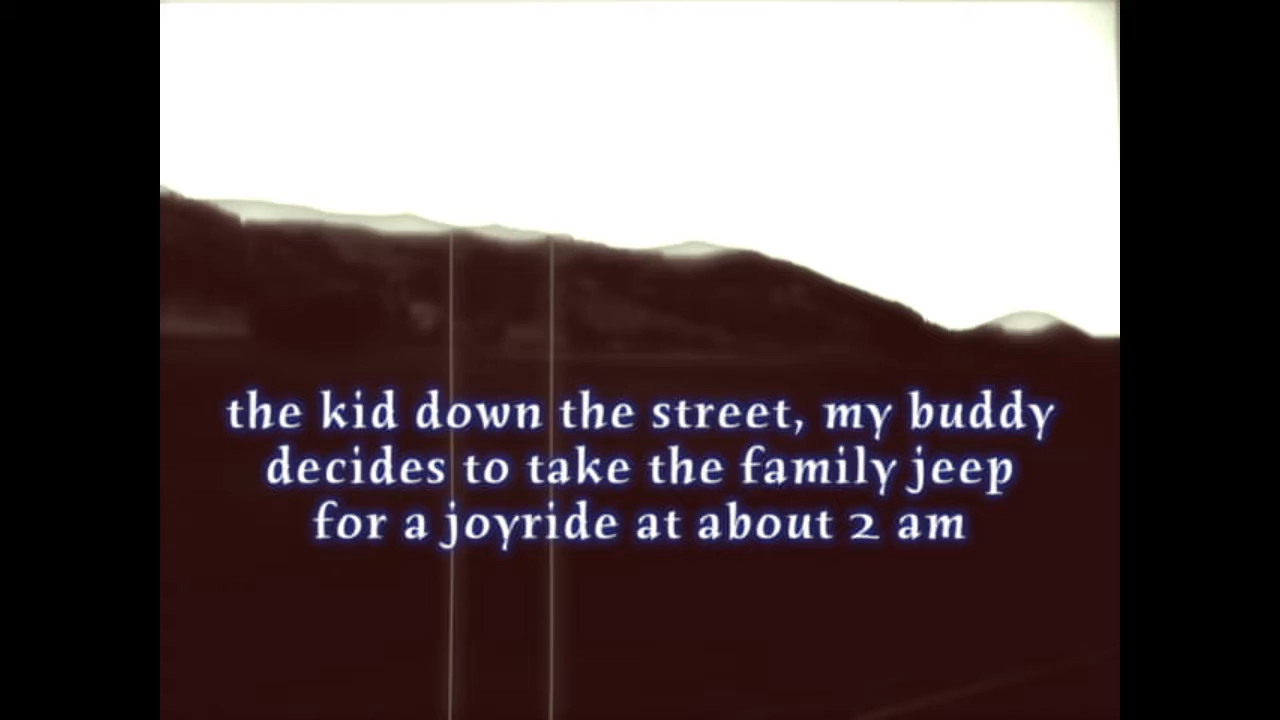 the kid down the street, my buddy
decides to take the family jeep
for a joyride at about 2 am